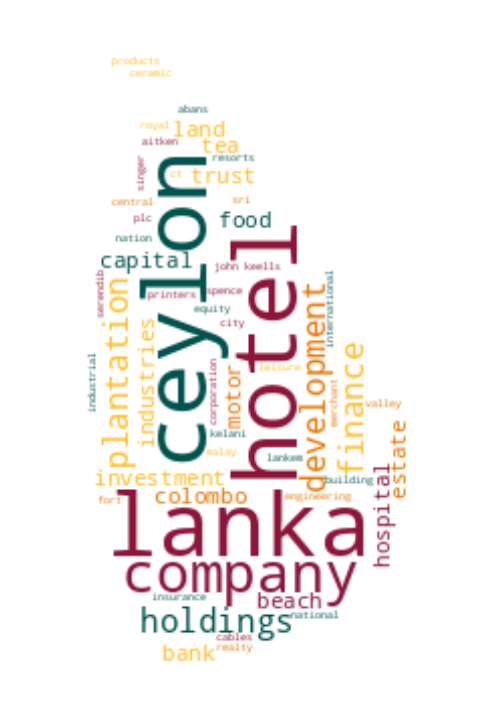 products
ceramic
abans
royal
land
aitken
tea
resorts
singer
ceylon
ct
trust
central
sri
plc
food
nation
hotel
capital
john keells
serendib
international
plantation
printers
spence
development
equity
industries
city
finance
industrial
corporation
motor
leisure
merchant
valley
kelani
estate
malay
lankem
hospital
investment
building
lanka
fort
colombo
engineering
company
insurance
beach
holdings
national
cables
bank
realty